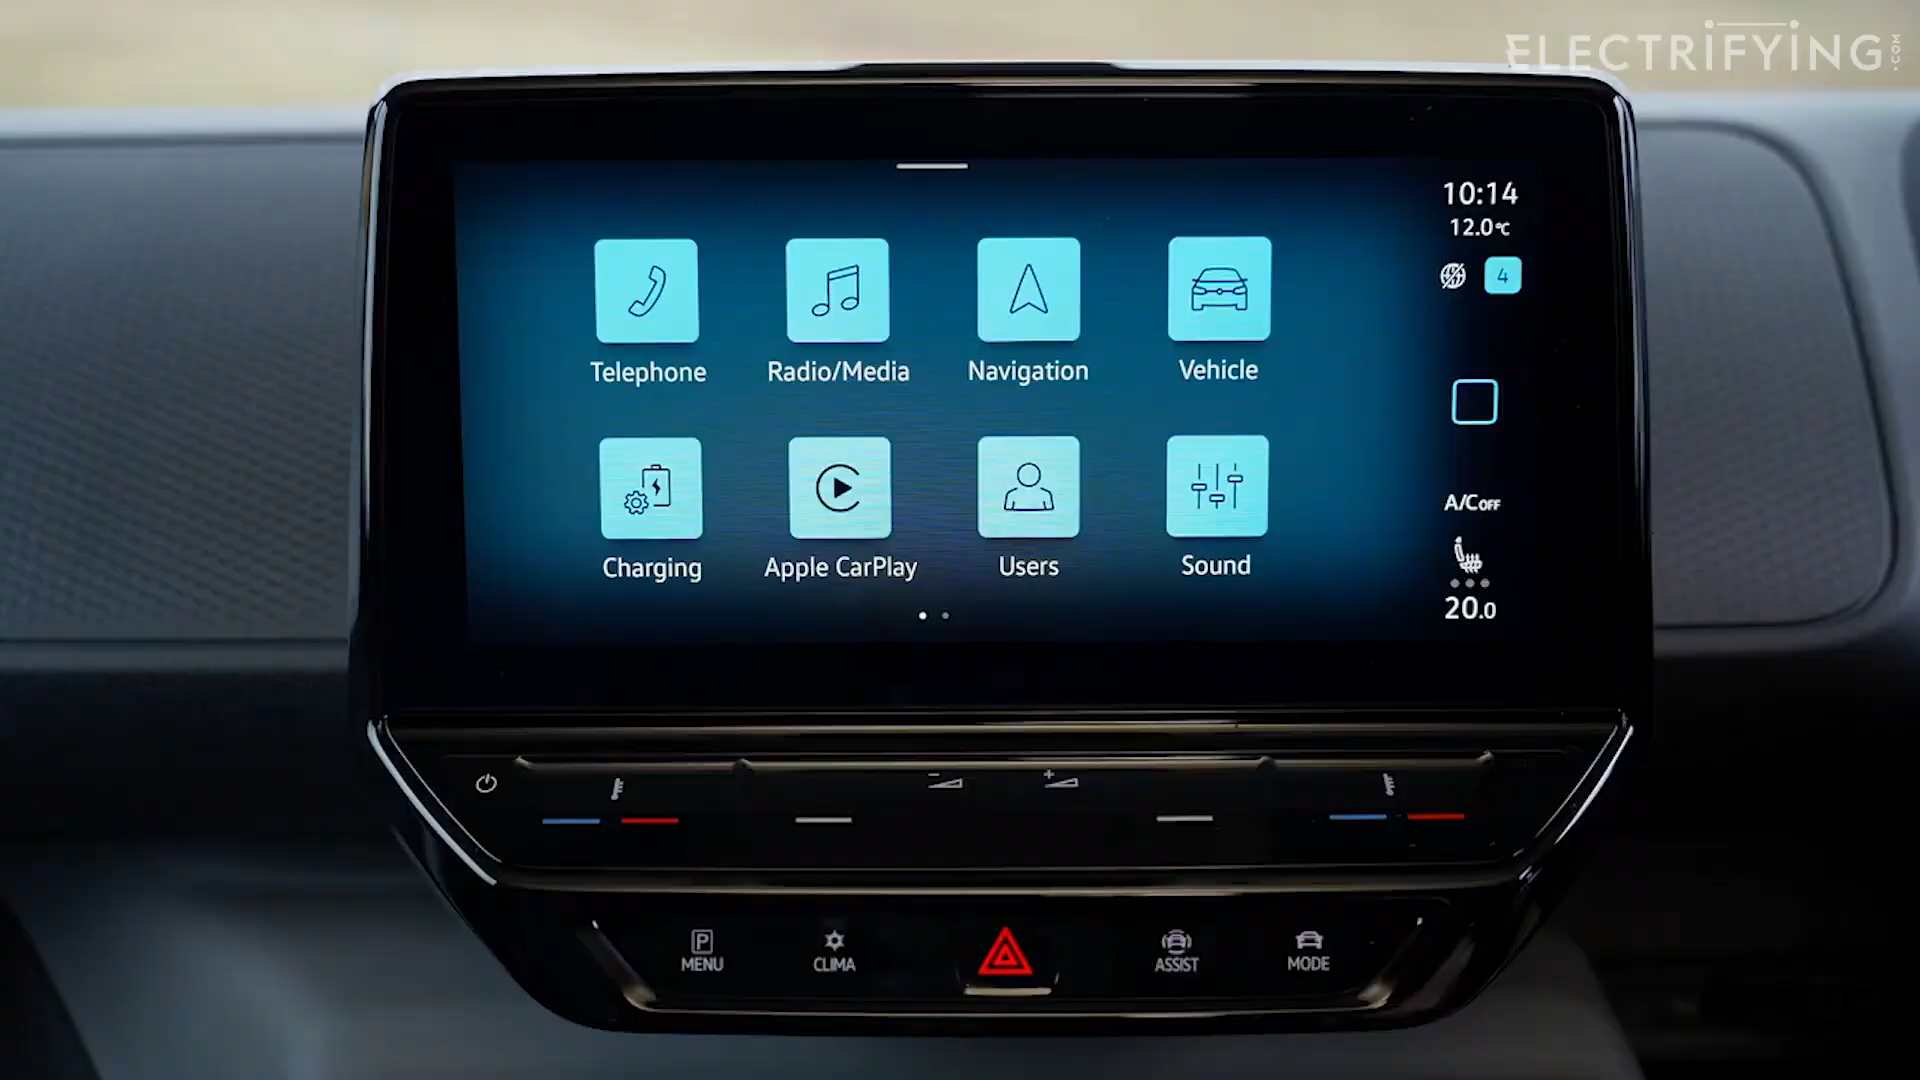 ELECTRIFYING.COM
10:14
12.0°C
4
Telephone
Radio/Media
Navigation
Vehicle
A/C OFF
Charging
Apple CarPlay
Users
Sound
20.0
P
MENU
CLIMA
ASSIST
MODE